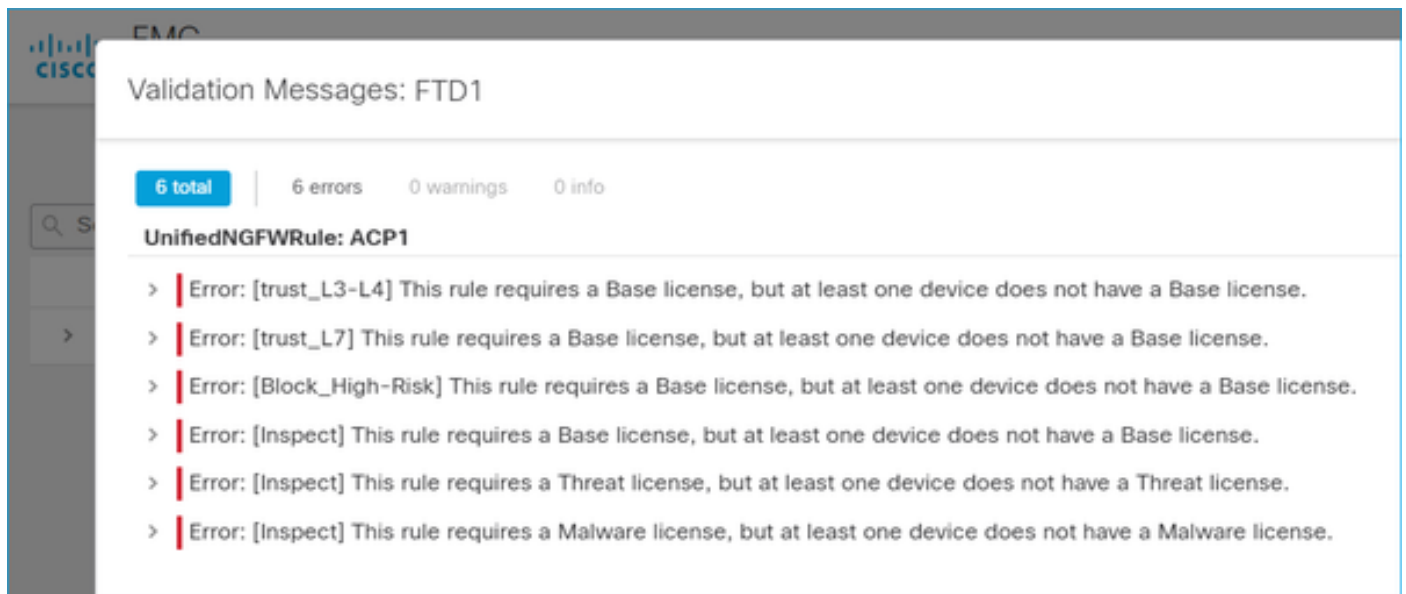 FMC
CISCO
Validation Messages: FTD1
6 total 6 errors 0 warnings 0 info
UnifiedNGFWRule: ACP1
> Error: [trust_L3-L4] This rule requires a Base license, but at least one device does not have a Base license.
> Error: [trust_L7] This rule requires a Base license, but at least one device does not have a Base license.
> Error: [Block_High-Risk] This rule requires a Base license, but at least one device does not have a Base license.
> Error: [Inspect] This rule requires a Base license, but at least one device does not have a Base license.
> Error: [Inspect] This rule requires a Threat license, but at least one device does not have a Threat license.
> Error: [Inspect] This rule requires a Malware license, but at least one device does not have a Malware license.